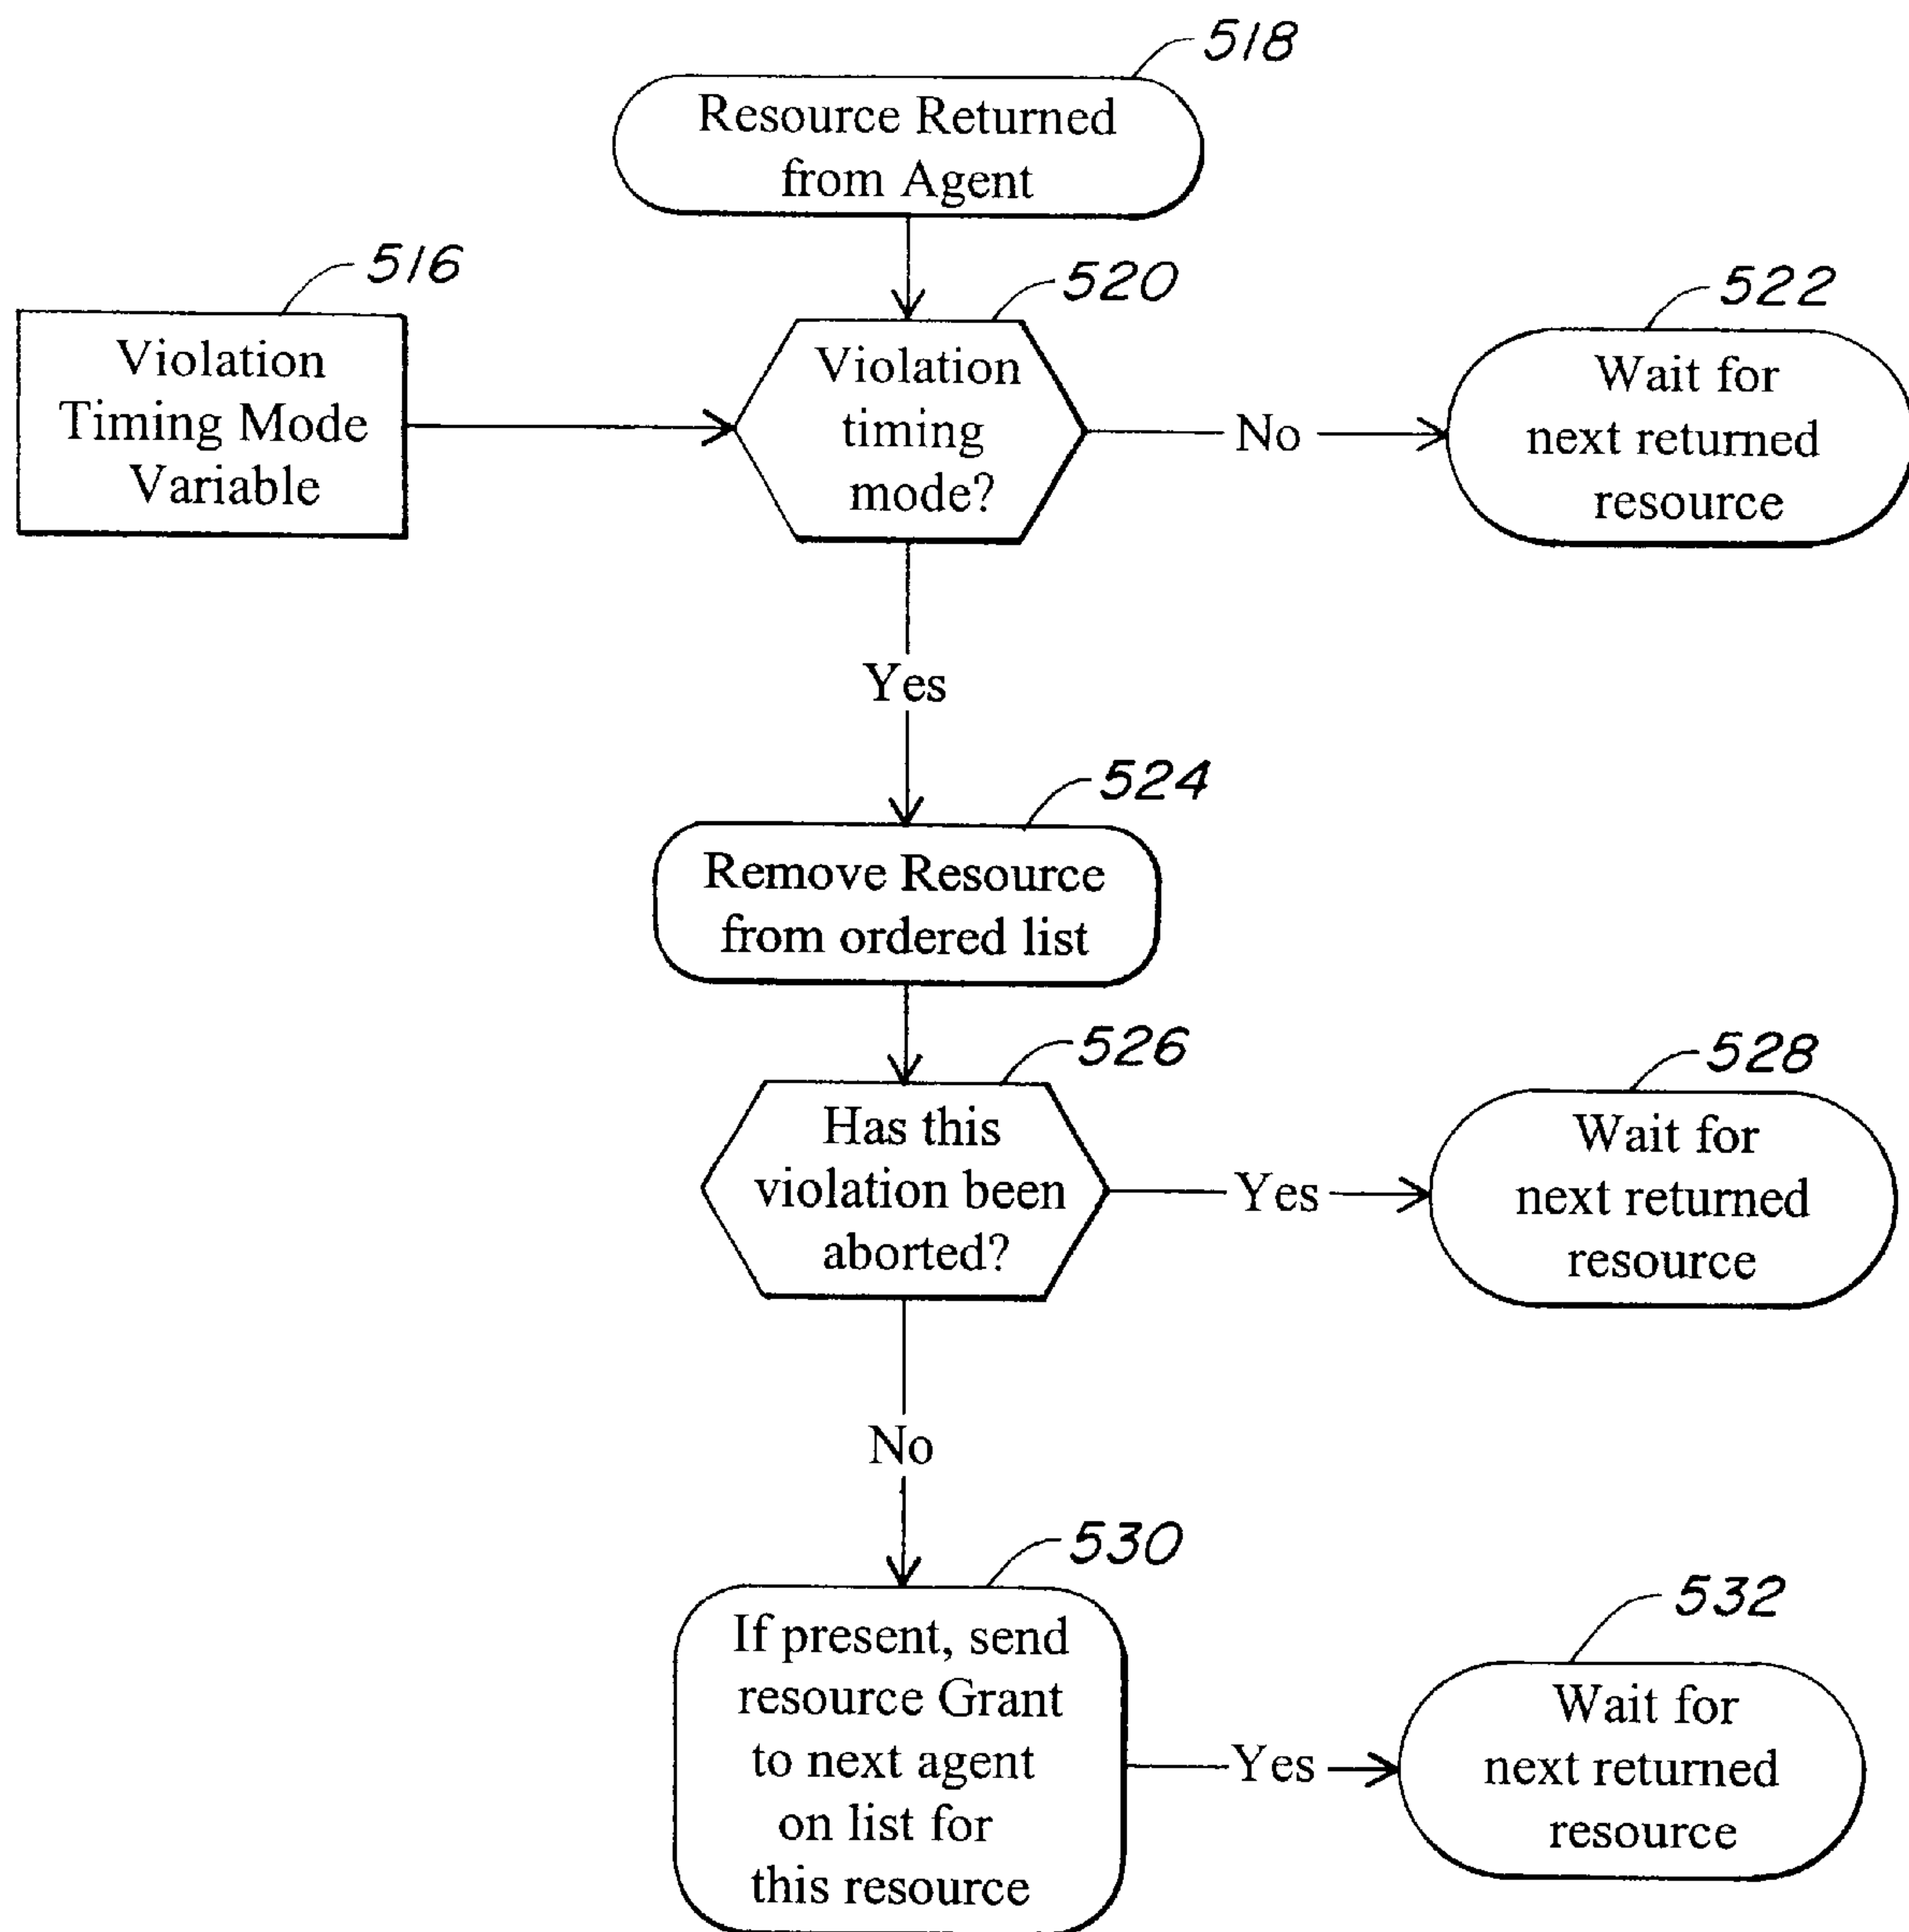 518
Resource Returned
from Agent
516
Violation
Timing Mode
Variable
520
Violation
timing
mode?
No
522
Wait for
next returned
resource
Yes
524
Remove Resource
from ordered list
526
Has this
violation been
aborted?
Yes
528
Wait for
next returned
resource
No
530
If present, send
resource Grant
to next agent
on list for
this resource
Yes
532
Wait for
next returned
resource